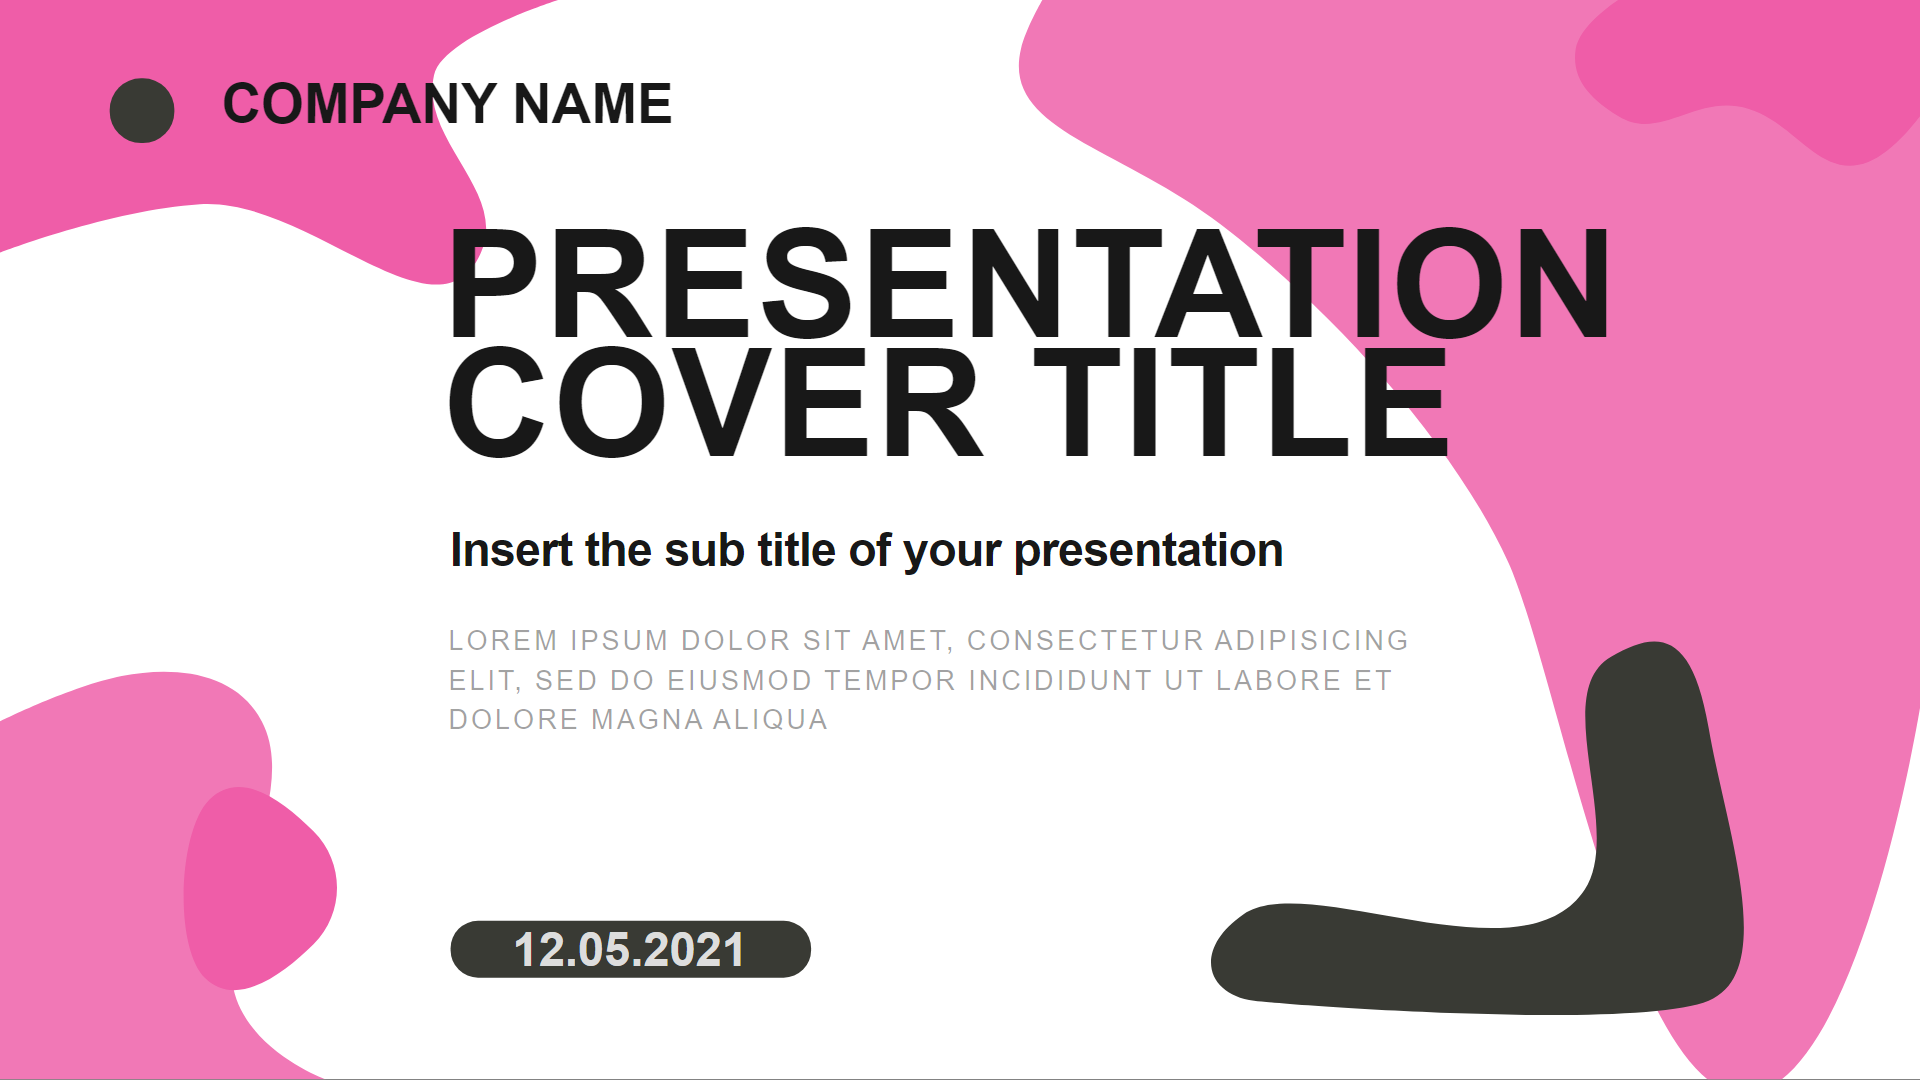 COMPANY NAME
PRESENTATION
COVER TITLE
Insert the sub title of your presentation
LOREM IPSUM DOLOR SIT AMET, CONSECTETUR ADIPISICING
ELIT, SED DO EIUSMOD TEMPOR INCIDIDUNT UT LABORE ET
DOLORE MAGNA ALIQUA
12.05.2021